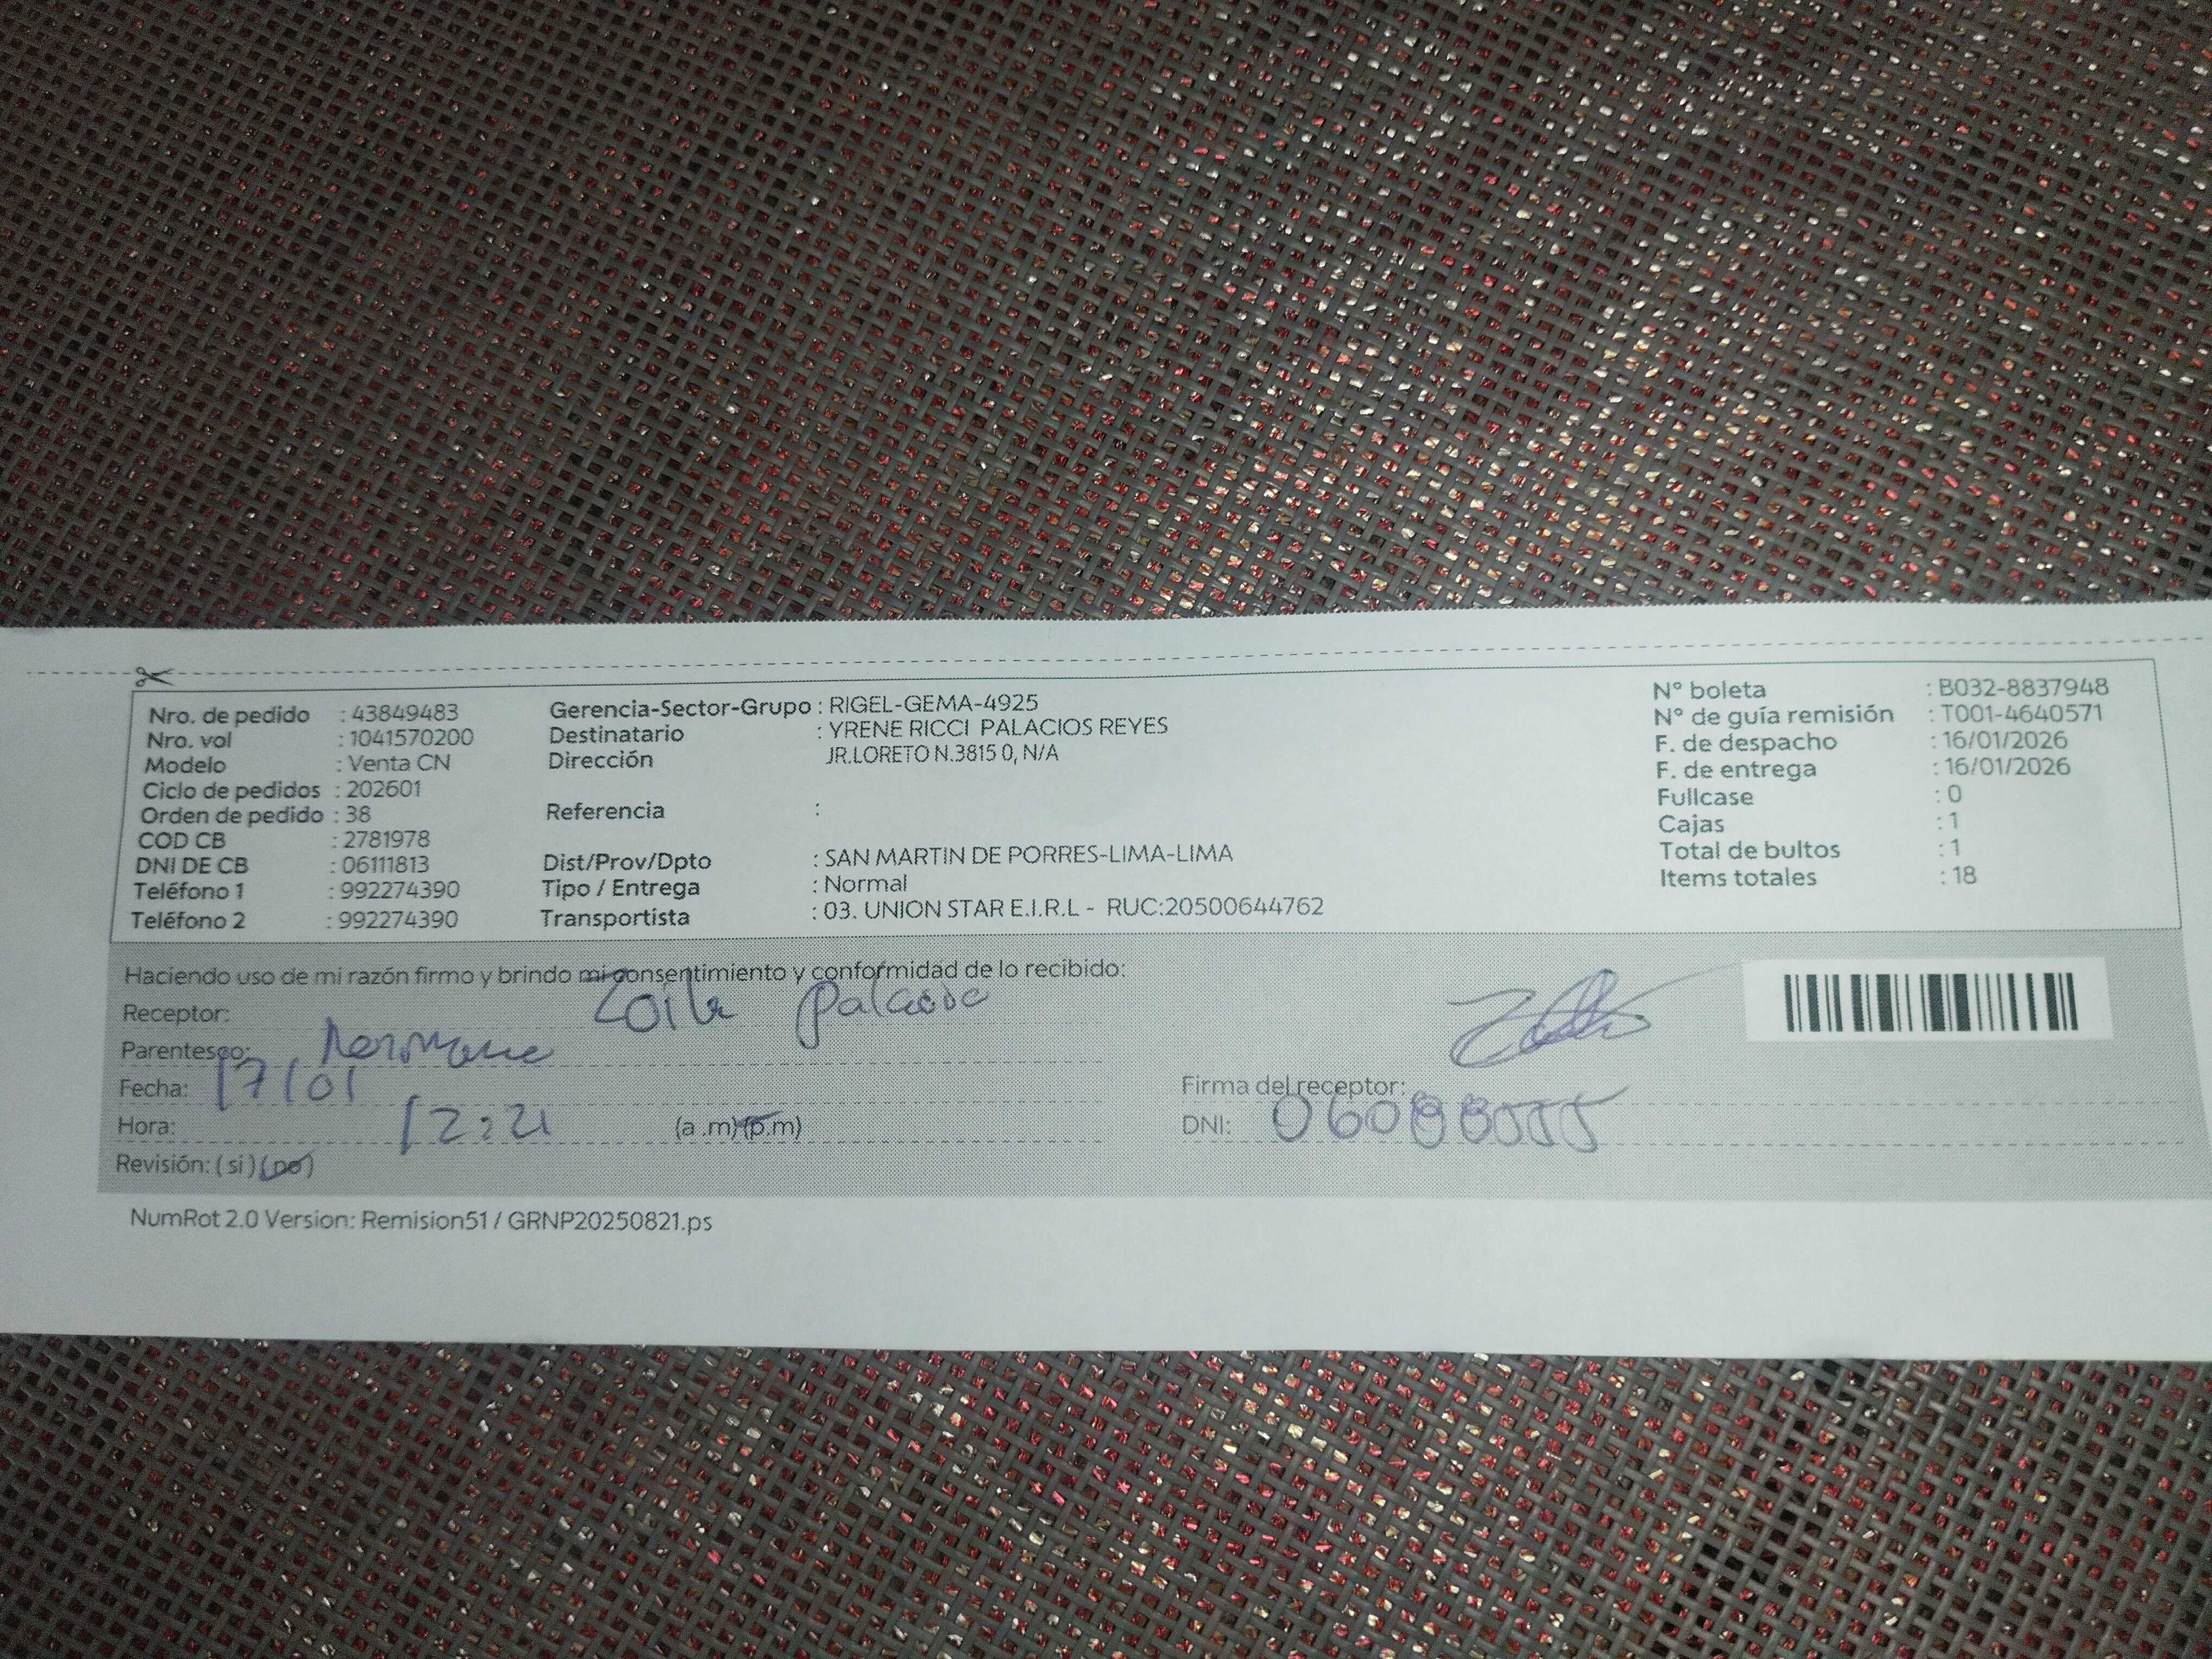 Nro. de pedido : 43849483
Nro. vol : 1041570200
Modelo : Venta CN
Ciclo de pedidos : 202601
Orden de pedido : 38
COD CB : 2781978
DNI DE CB : 06111813
Teléfono 1 : 992274390
Teléfono 2 : 992274390
Gerencia-Sector-Grupo : RIGEL-GEMA-4925
Destinatario : YRENE RICCI PALACIOS REYES
Dirección JR.LORETO N.3815 0, N/A
Referencia :
Dist/Prov/Dpto : SAN MARTIN DE PORRES-LIMA-LIMA
Tipo / Entrega : Normal
Transportista : 03. UNION STAR E.I.R.L - RUC:20500644762
N° boleta : B032-8837948
N° de guía remisión : T001-4640571
F. de despacho : 16/01/2026
F. de entrega : 16/01/2026
Fullcase : 0
Cajas : 1
Total de bultos : 1
Items totales : 18
Haciendo uso de mi razón firmo y brindo mi consentimiento y conformidad de lo recibido:
Receptor: Zoila
Parentesco:
Fecha: 17/01
Hora: 12:21 (a .m) (p.m)
Revisión: (si) (no)
Firma del receptor:
DNI:
NumRot 2.0 Version: Remision51 / GRNP20250821.ps